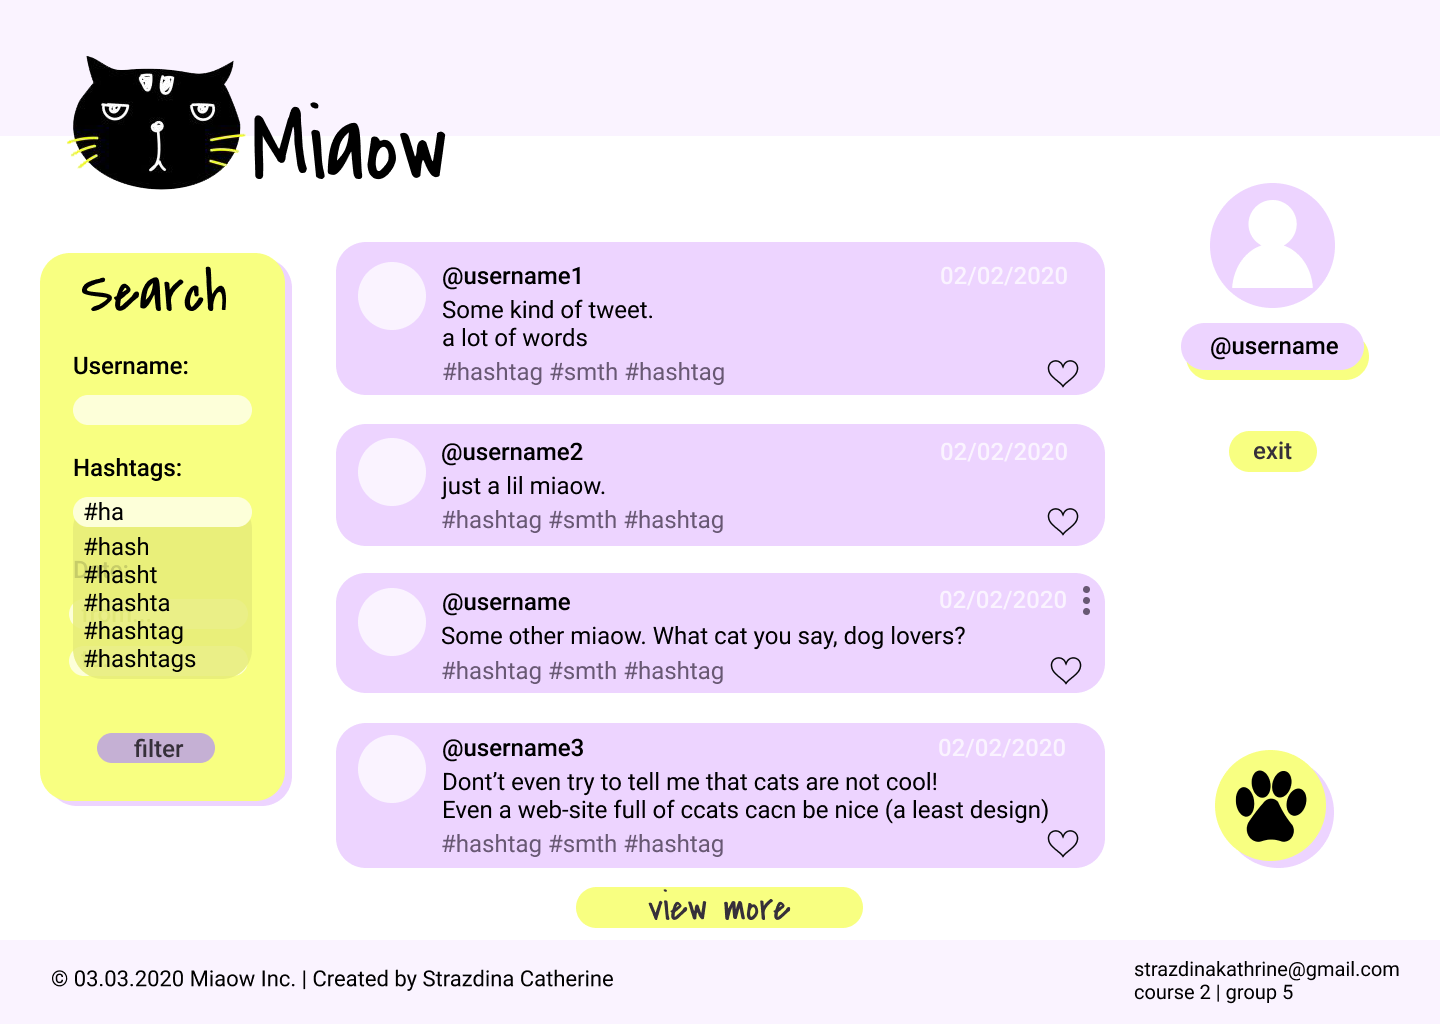 Miaow
Search
Username:
Hashtags:
#ha
#hash
#hasht
#hashta
#hashtag
#hashtags
filter
@username1
02/02/2020
Some kind of tweet.
a lot of words
#hashtag #smth #hashtag
@username2
02/02/2020
just a lil miaow.
#hashtag #smth #hashtag
@username
02/02/2020
Some other miaow. What cat you say, dog lovers?
#hashtag #smth #hashtag
@username3
02/02/2020
Dont’t even try to tell me that cats are not cool!
Even a web-site full of ccats cacn be nice (a least design)
#hashtag #smth #hashtag
view more
@username
exit
© 03.03.2020 Miaow Inc. | Created by Strazdina Catherine
strazdinakathrine@gmail.com
course 2 | group 5